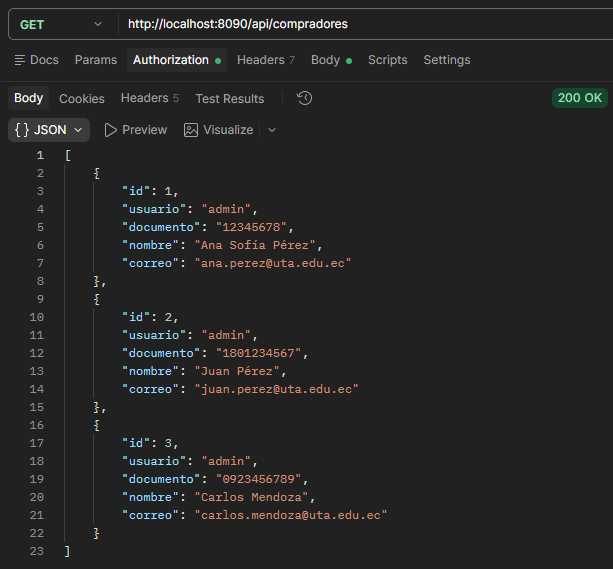 GET http://localhost:8090/api/compradores
Docs Params Authorization Headers 7 Body Scripts Settings
Body Cookies Headers 5 Test Results 200 OK
{} JSON Preview Visualize
1 [
2 {
3 "id": 1,
4 "usuario": "admin",
5 "documento": "12345678",
6 "nombre": "Ana Sofía Pérez",
7 "correo": "ana.perez@uta.edu.ec"
8 },
9 {
10 "id": 2,
11 "usuario": "admin",
12 "documento": "1801234567",
13 "nombre": "Juan Pérez",
14 "correo": "juan.perez@uta.edu.ec"
15 },
16 {
17 "id": 3,
18 "usuario": "admin",
19 "documento": "0923456789",
20 "nombre": "Carlos Mendoza",
21 "correo": "carlos.mendoza@uta.edu.ec"
22 }
23 ]